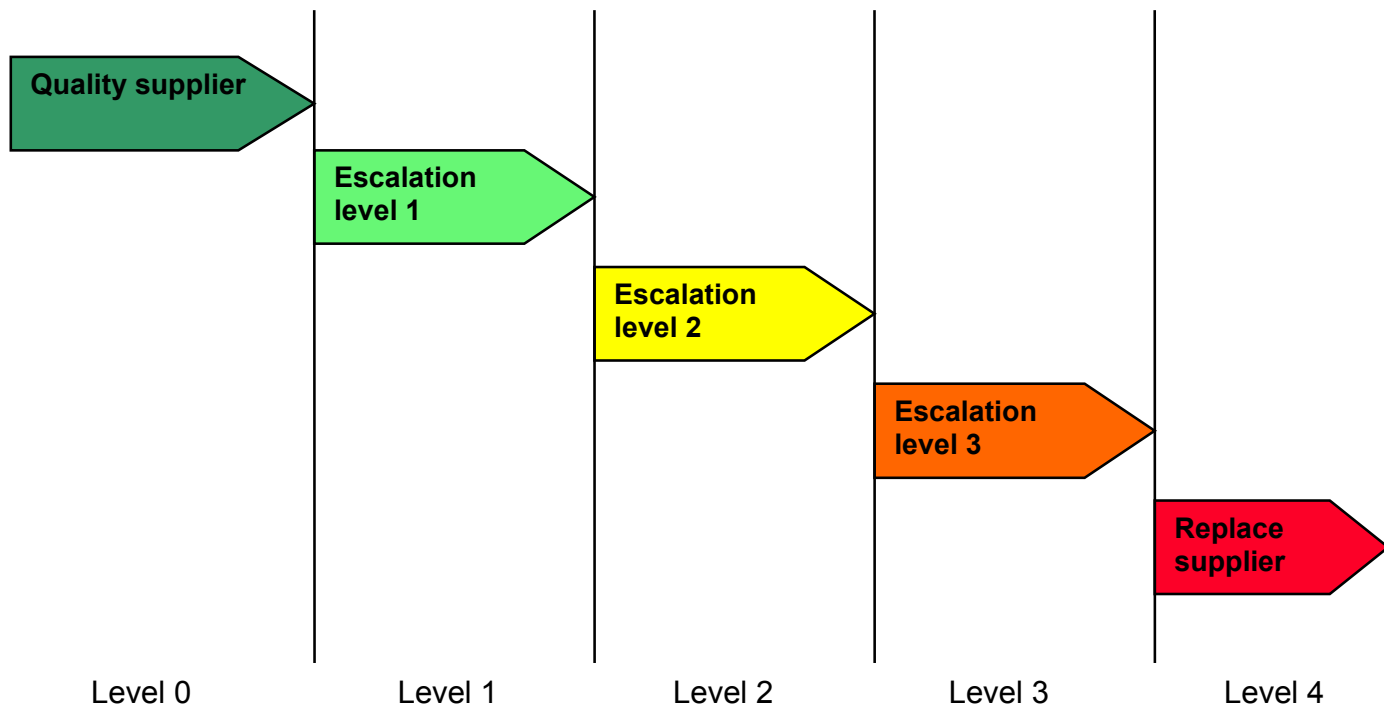 Quality supplier
Escalation
level 1
Escalation
level 2
Escalation
level 3
Replace
supplier
Level 0
Level 1
Level 2
Level 3
Level 4